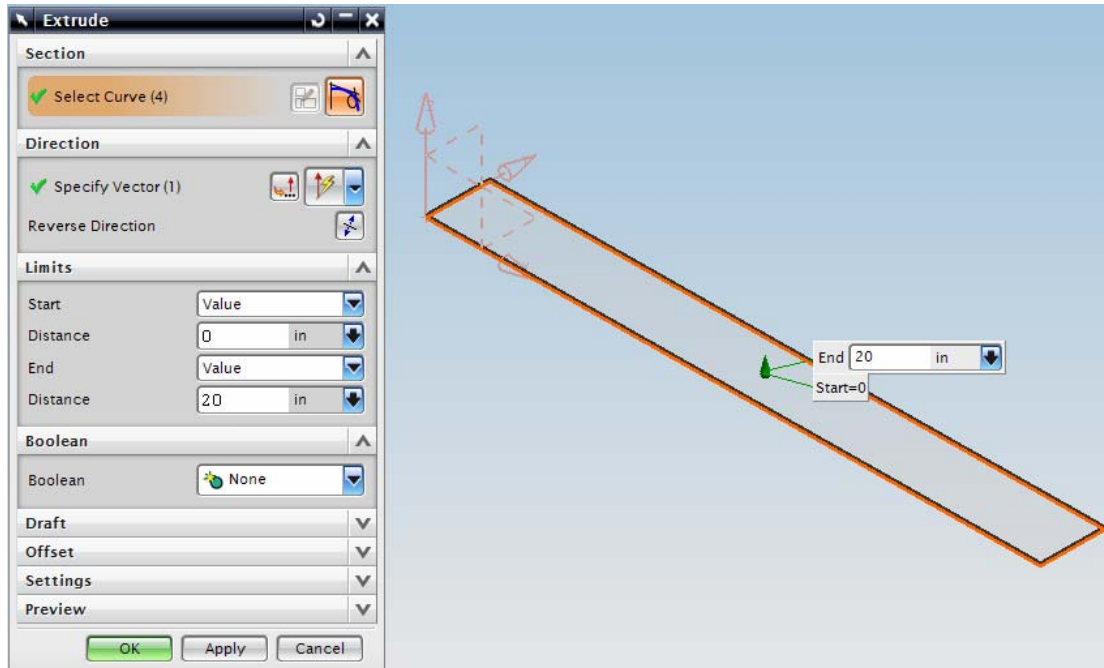 Extrude
Section
Select Curve (4)
Direction
Specify Vector (1)
Reverse Direction
Limits
Start Value
Distance 0 in
End Value
Distance 20 in
Boolean
Boolean None
Draft
Offset
Settings
Preview
OK Apply Cancel
End 20 in
Start=0